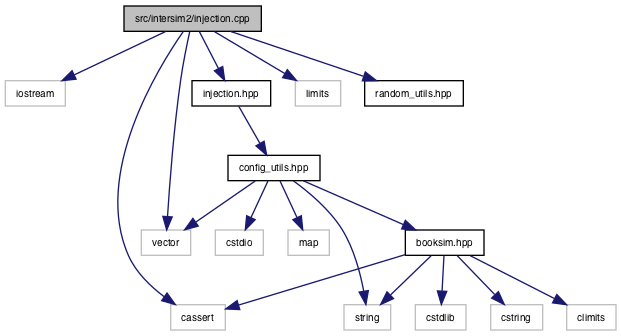 src/intersim2/injection.cpp
iostream
injection.hpp
limits
random_utils.hpp
config_utils.hpp
vector
cstdio
map
booksim.hpp
cassert
string
cstdlib
cstring
climits